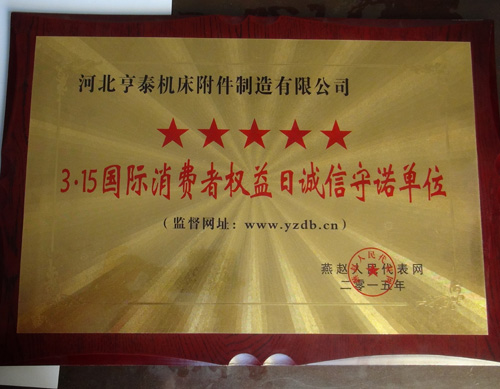 河北亨泰机床附件制造有限公司
3·15国际消费者权益日诚信守诺单位
(监督网址：www.yzdb.cn)
燕赵人民代表网
二零一五年